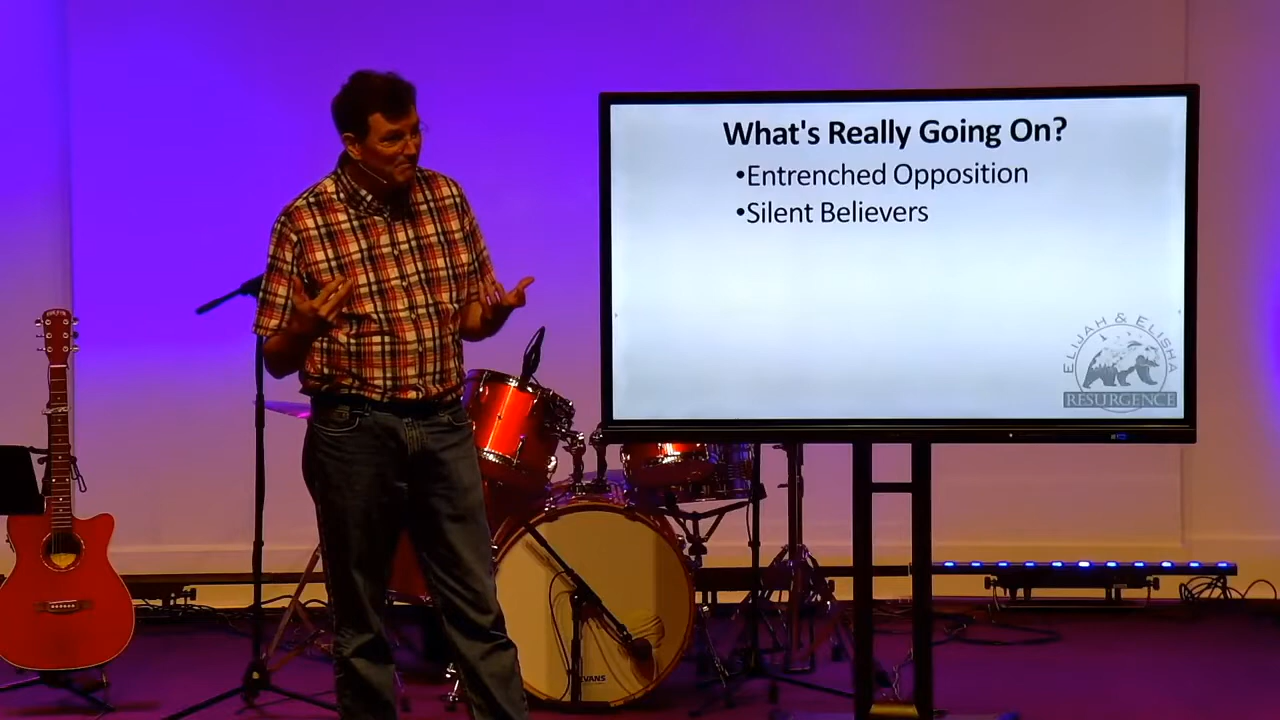 What's Really Going On?
•Entrenched Opposition
•Silent Believers
ELIJAH & ELISHA
RESURGENCE
EVANS